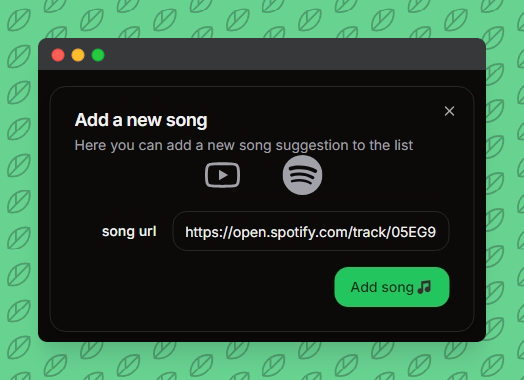 Add a new song
Here you can add a new song suggestion to the list
song url
https://open.spotify.com/track/05EG9
Add song